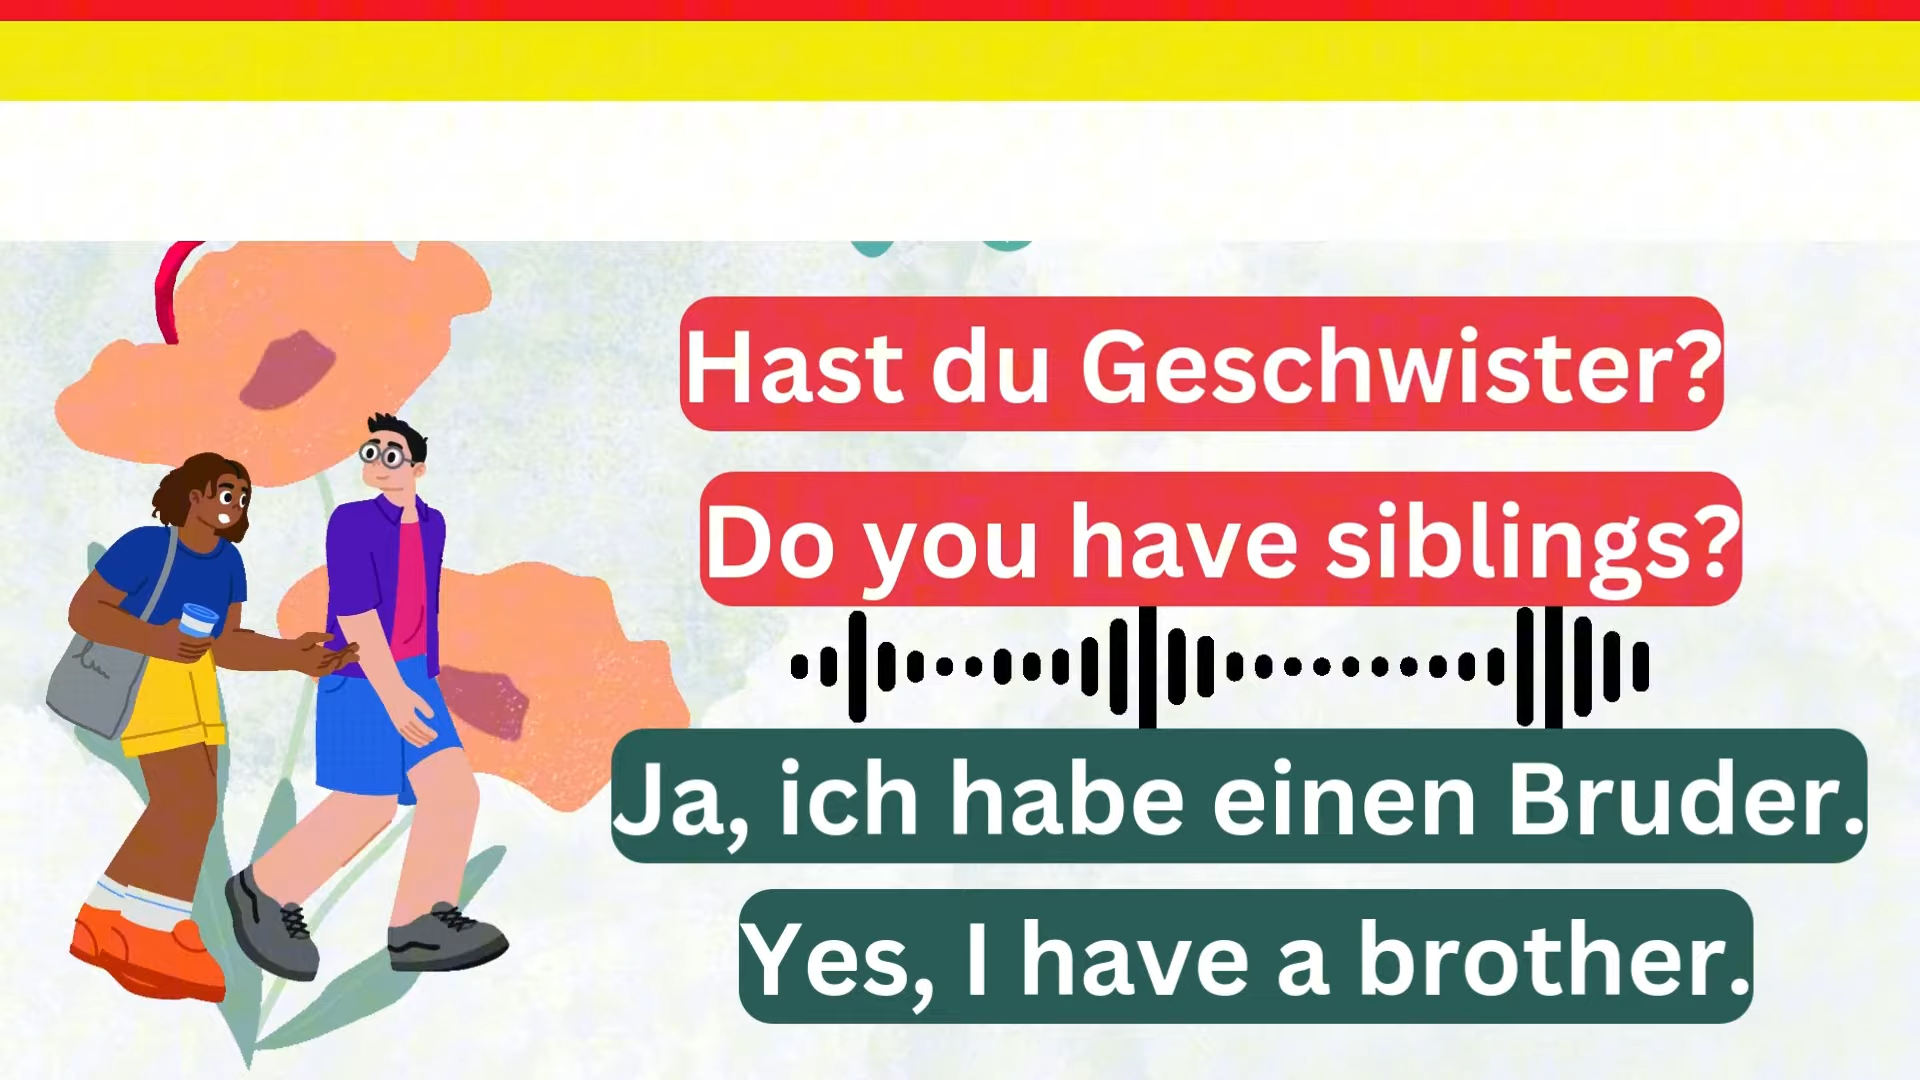 Hast du Geschwister?
Do you have siblings?
Ja, ich habe einen Bruder.
Yes, I have a brother.